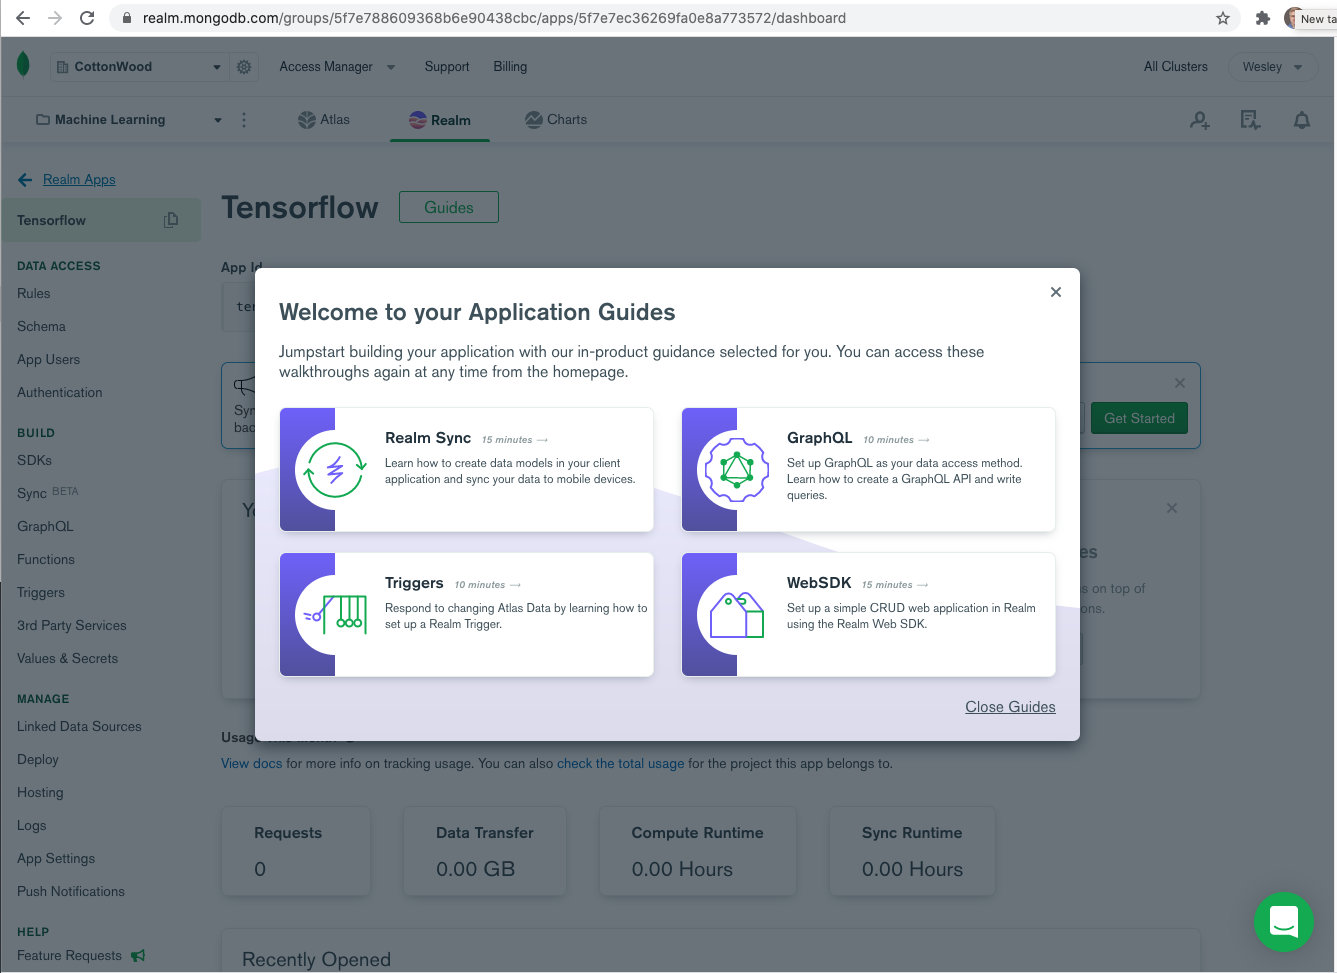 realm.mongodb.com/groups/5f7e788609368b6e90438cbc/apps/5f7e7ec36269fa0e8a773572/dashboard
New ta
CottonWood
Access Manager
Support
Billing
All Clusters
Wesley
Machine Learning
Atlas
Realm
Charts
Realm Apps
Tensorflow
DATA ACCESS
Rules
Schema
App Users
Authentication
BUILD
SDKs
Sync BETA
GraphQL
Functions
Triggers
3rd Party Services
Values & Secrets
MANAGE
Linked Data Sources
Deploy
Hosting
Logs
App Settings
Push Notifications
HELP
Feature Requests
Tensorflow
Guides
App Id
Get Started
Welcome to your Application Guides
Jumpstart building your application with our in-product guidance selected for you. You can access these
walkthroughs again at any time from the homepage.
Realm Sync 15 minutes →
Learn how to create data models in your client
application and sync your data to mobile devices.
GraphQL 10 minutes →
Set up GraphQL as your data access method.
Learn how to create a GraphQL API and write
queries.
Triggers 10 minutes →
Respond to changing Atlas Data by learning how to
set up a Realm Trigger.
WebSDK 15 minutes →
Set up a simple CRUD web application in Realm
using the Realm Web SDK.
Close Guides
s on top of
ons.
View docs for more info on tracking usage. You can also check the total usage for the project this app belongs to.
Requests
0
Data Transfer
0.00 GB
Compute Runtime
0.00 Hours
Sync Runtime
0.00 Hours
Recently Opened